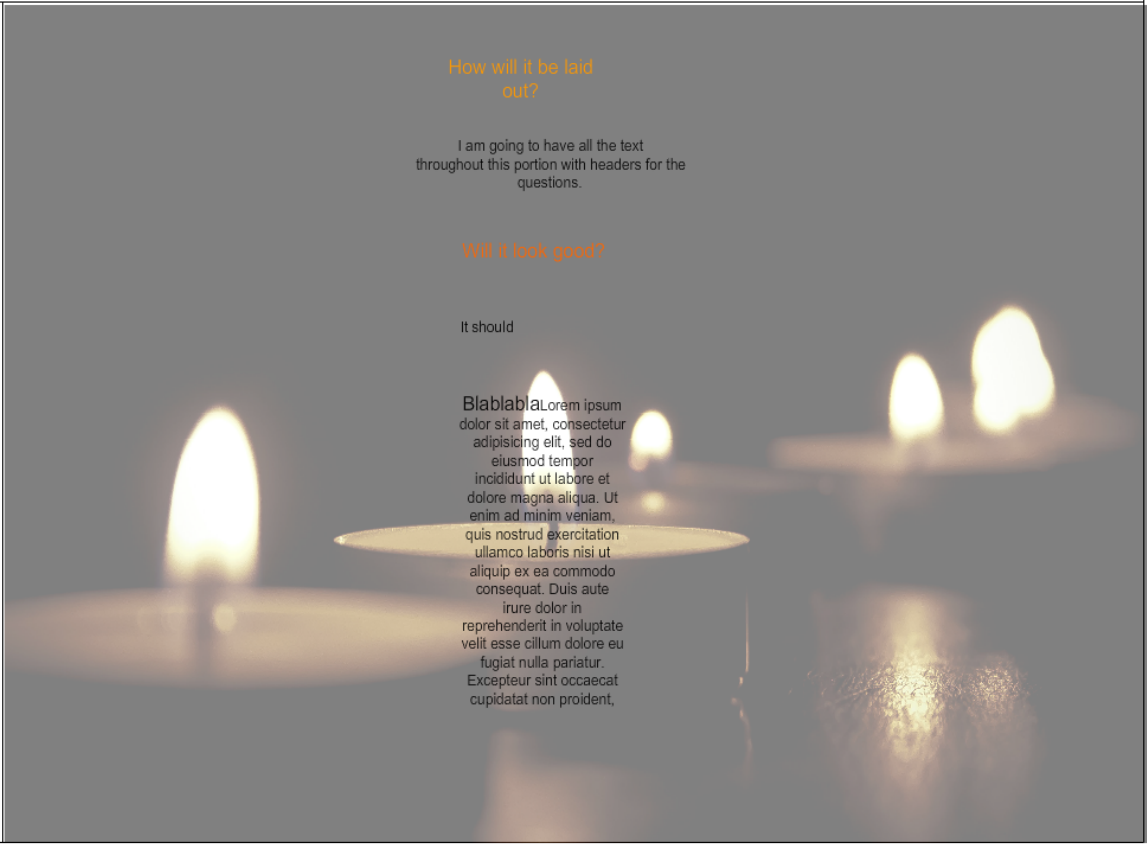 How will it be laid
out?
I am going to have all the text
throughout this portion with headers for the
questions.
Will it look good?
It should
BlablablaLorem ipsum
dolor sit amet, consectetur
adipisicing elit, sed do
eiusmod tempor
incididunt ut labore et
dolore magna aliqua. Ut
enim ad minim veniam,
quis nostrud exercitation
ullamco laboris nisi ut
aliquip ex ea commodo
consequat. Duis aute
irure dolor in
reprehenderit in voluptate
velit esse cillum dolore eu
fugiat nulla pariatur.
Excepteur sint occaecat
cupidatat non proident,